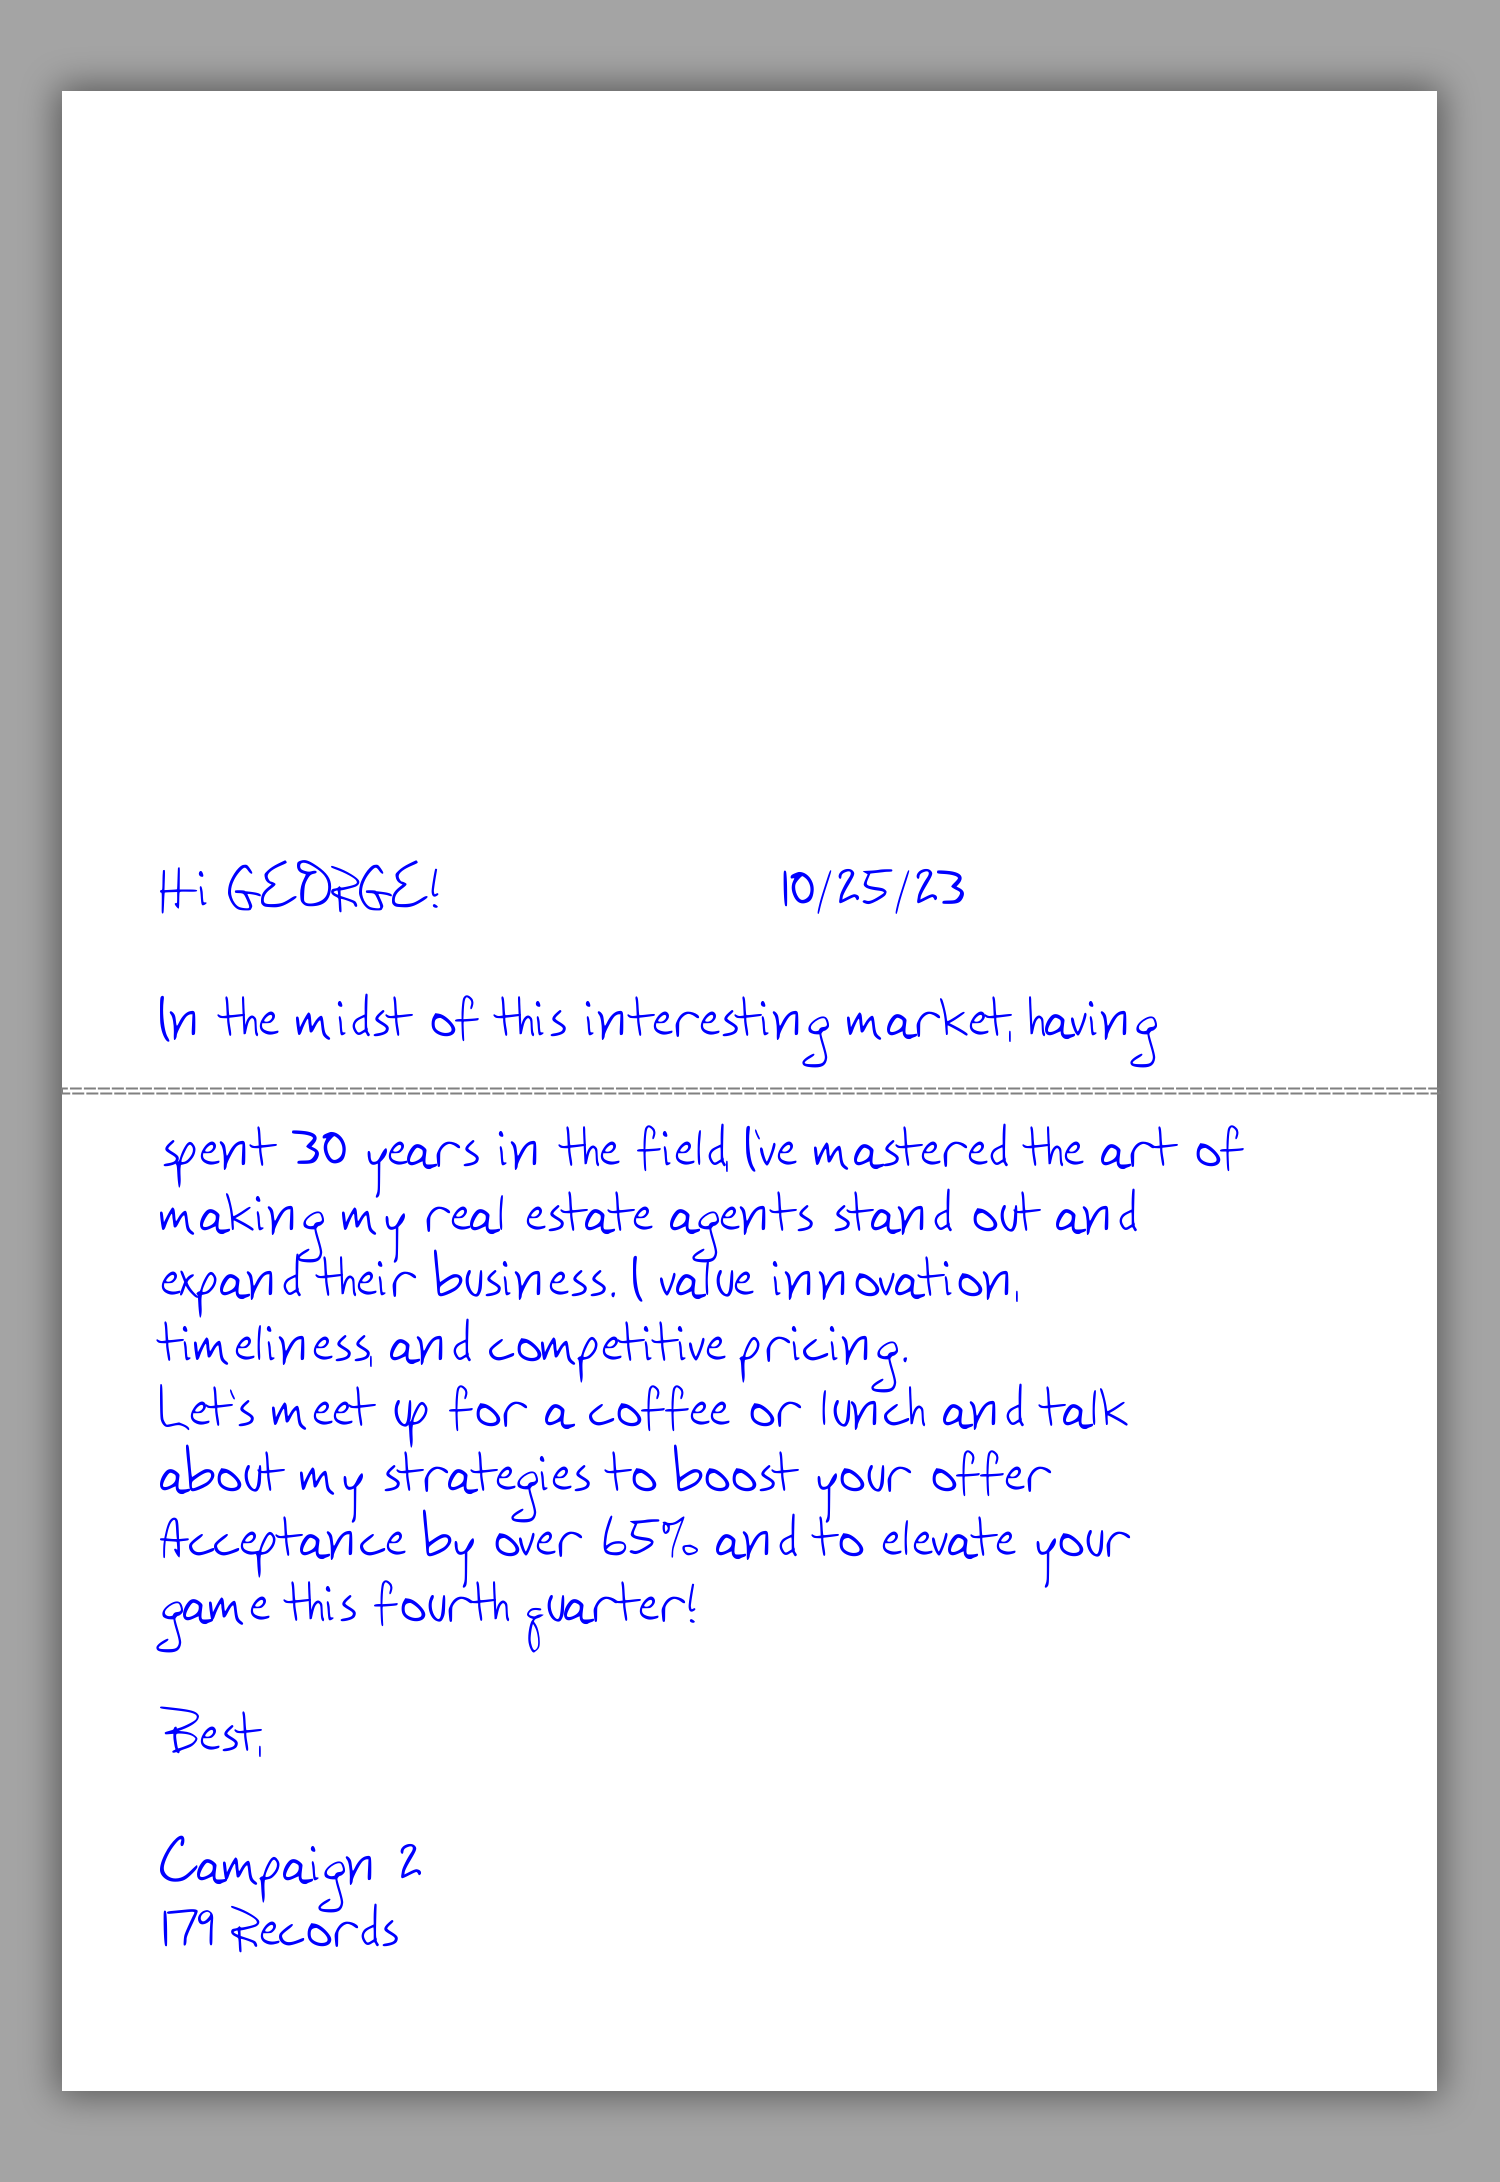 Hi GEORGE! 10/25/23
In the midst of this interesting market, having
spent 30 years in the field, I've mastered the art of
making my real estate agents stand out and
expand their business. I value innovation,
timeliness, and competitive pricing.
Let's meet up for a coffee or lunch and talk
about my strategies to boost your offer
Acceptance by over 65% and to elevate your
game this fourth quarter!
Best,
Campaign 2
179 Records